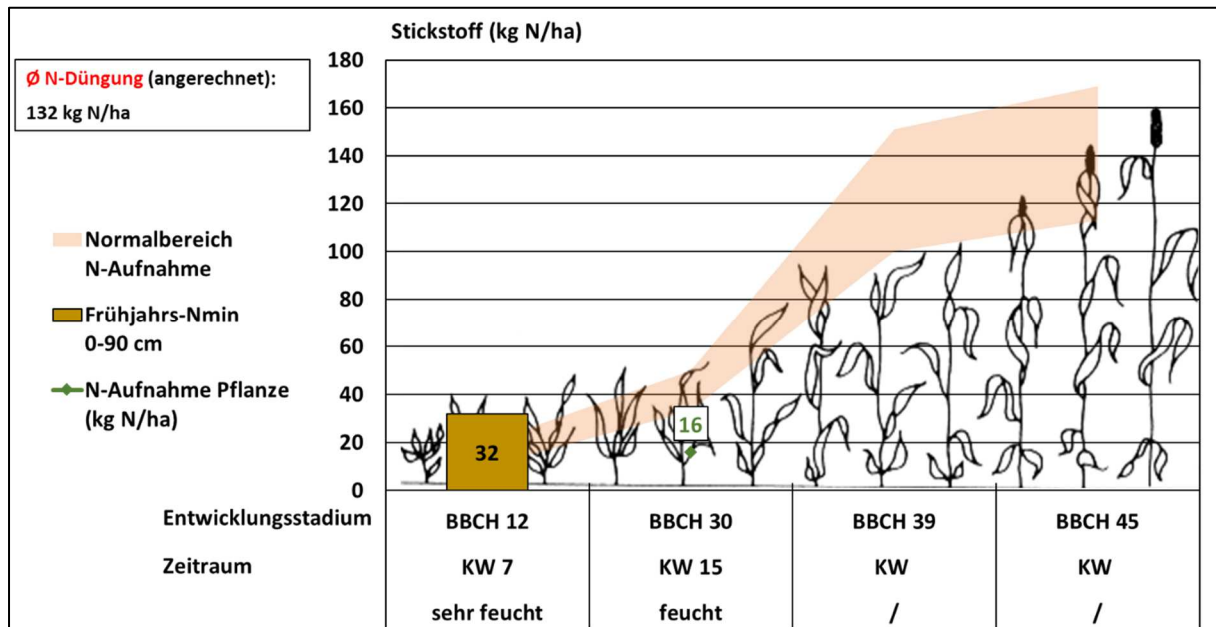 Stickstoff (kg N/ha)
Ø N-Düngung (angerechnet):
132 kg N/ha
180
160
140
120
100
80
60
40
20
0
Normalbereich
N-Aufnahme
Frühjahrs-Nmin
0-90 cm
N-Aufnahme Pflanze
(kg N/ha)
32
16
Entwicklungsstadium BBCH 12 BBCH 30 BBCH 39 BBCH 45
Zeitraum KW 7 KW 15 KW KW
sehr feucht feucht / /